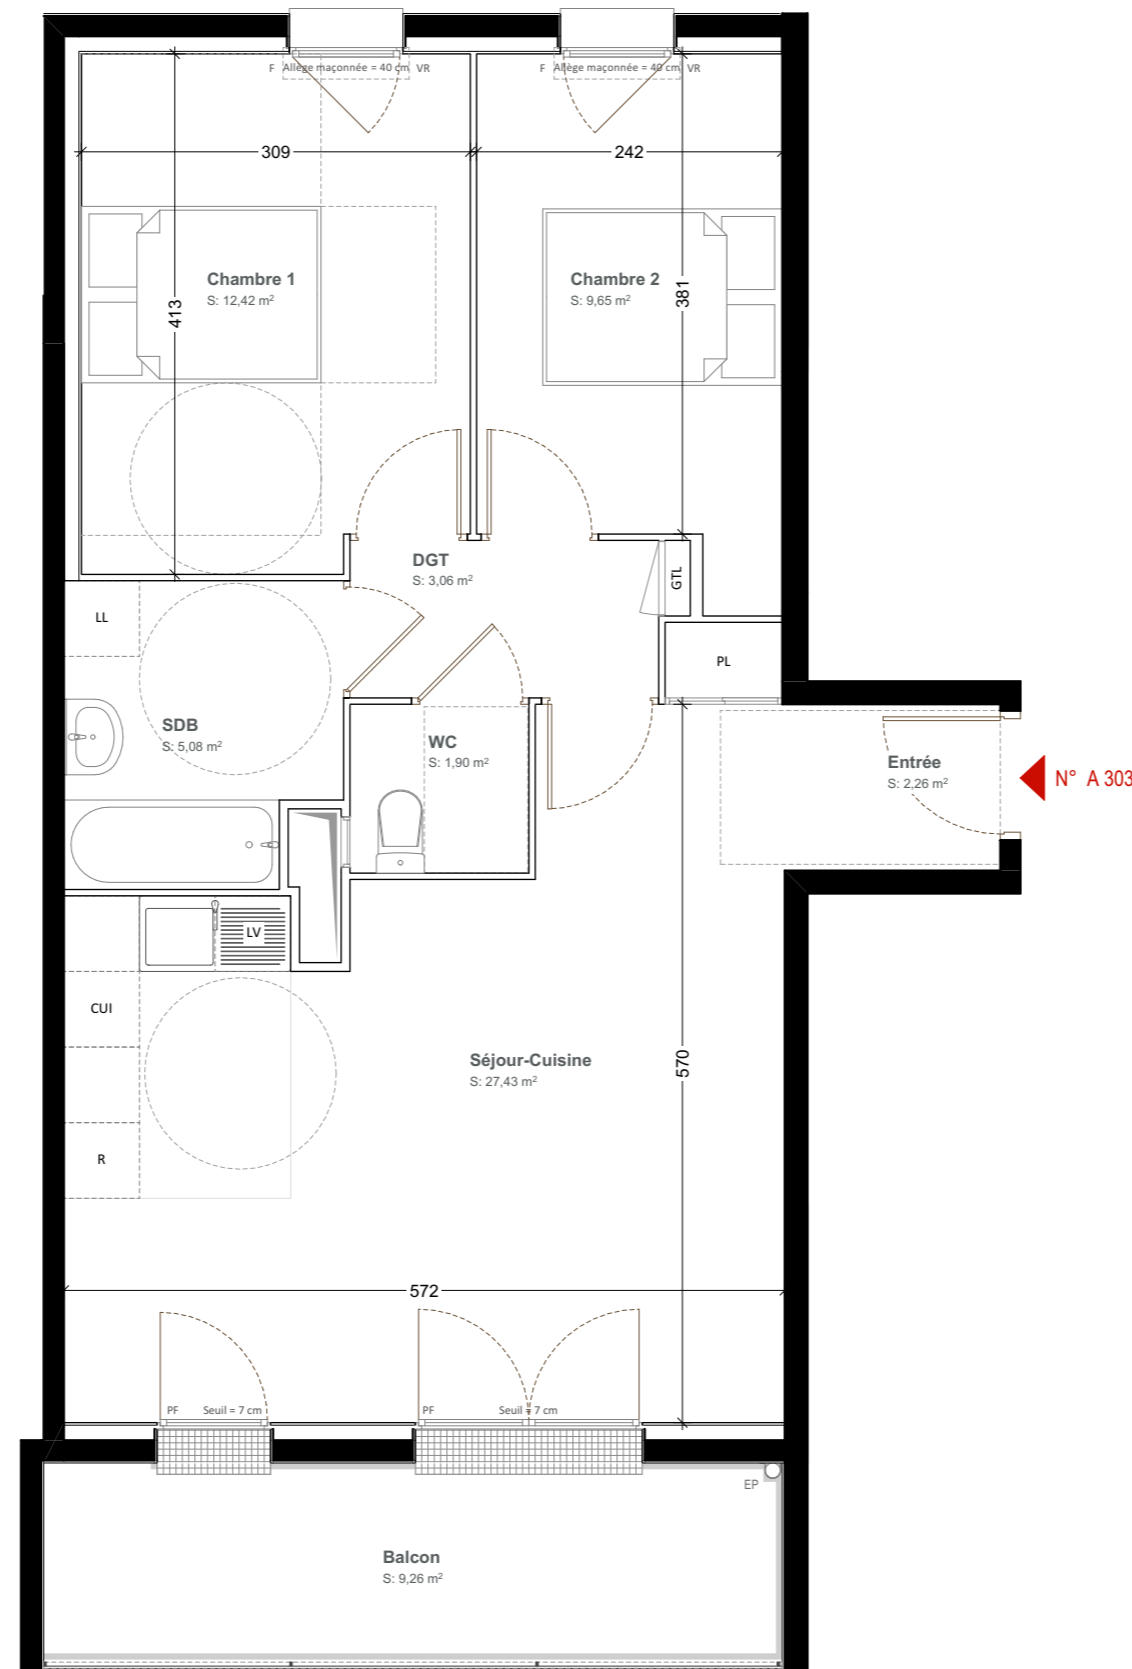 F Allège maçonnée = 40 cm VR
F Allège maçonnée = 40 cm VR
309
242
Chambre 1
S: 12,42 m²
413
Chambre 2
S: 9,65 m²
381
DGT
S: 3,06 m²
GTL
LL
PL
SDB
S: 5,08 m²
WC
S: 1,90 m²
Entrée
S: 2,26 m²
N° A 303
LV
CUI
Séjour-Cuisine
S: 27,43 m²
570
R
572
PF Seuil = 7 cm
PF Seuil = 7 cm
EP
Balcon
S: 9,26 m²